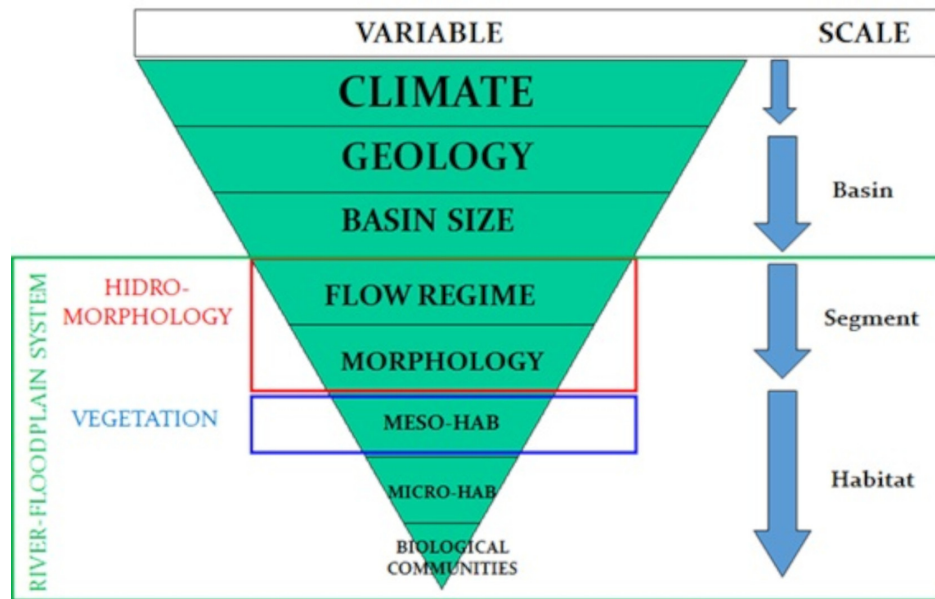 VARIABLE SCALE
CLIMATE
GEOLOGY
Basin
BASIN SIZE
RIVER-FLOODPLAIN SYSTEM
HIDRO-
MORPHOLOGY
FLOW REGIME
Segment
MORPHOLOGY
VEGETATION
MESO-HAB
Habitat
MICRO-HAB
BIOLOGICAL
COMMUNITIES